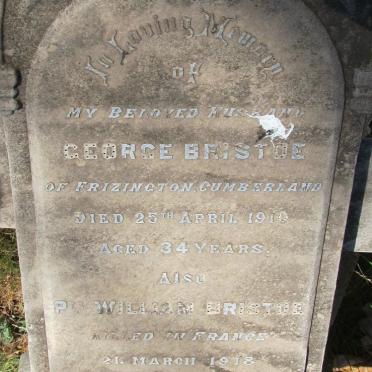 In Loving Memory
of
MY BELOVED HUSBAND
GEORGE BRISTOE
OF FRIZINGTON, CUMBERLAND
DIED 25TH APRIL
AGED 34 YEARS.
ALSO
WILLIAM BRISTOE
KILLED IN FRANCE
21 MARCH 1918